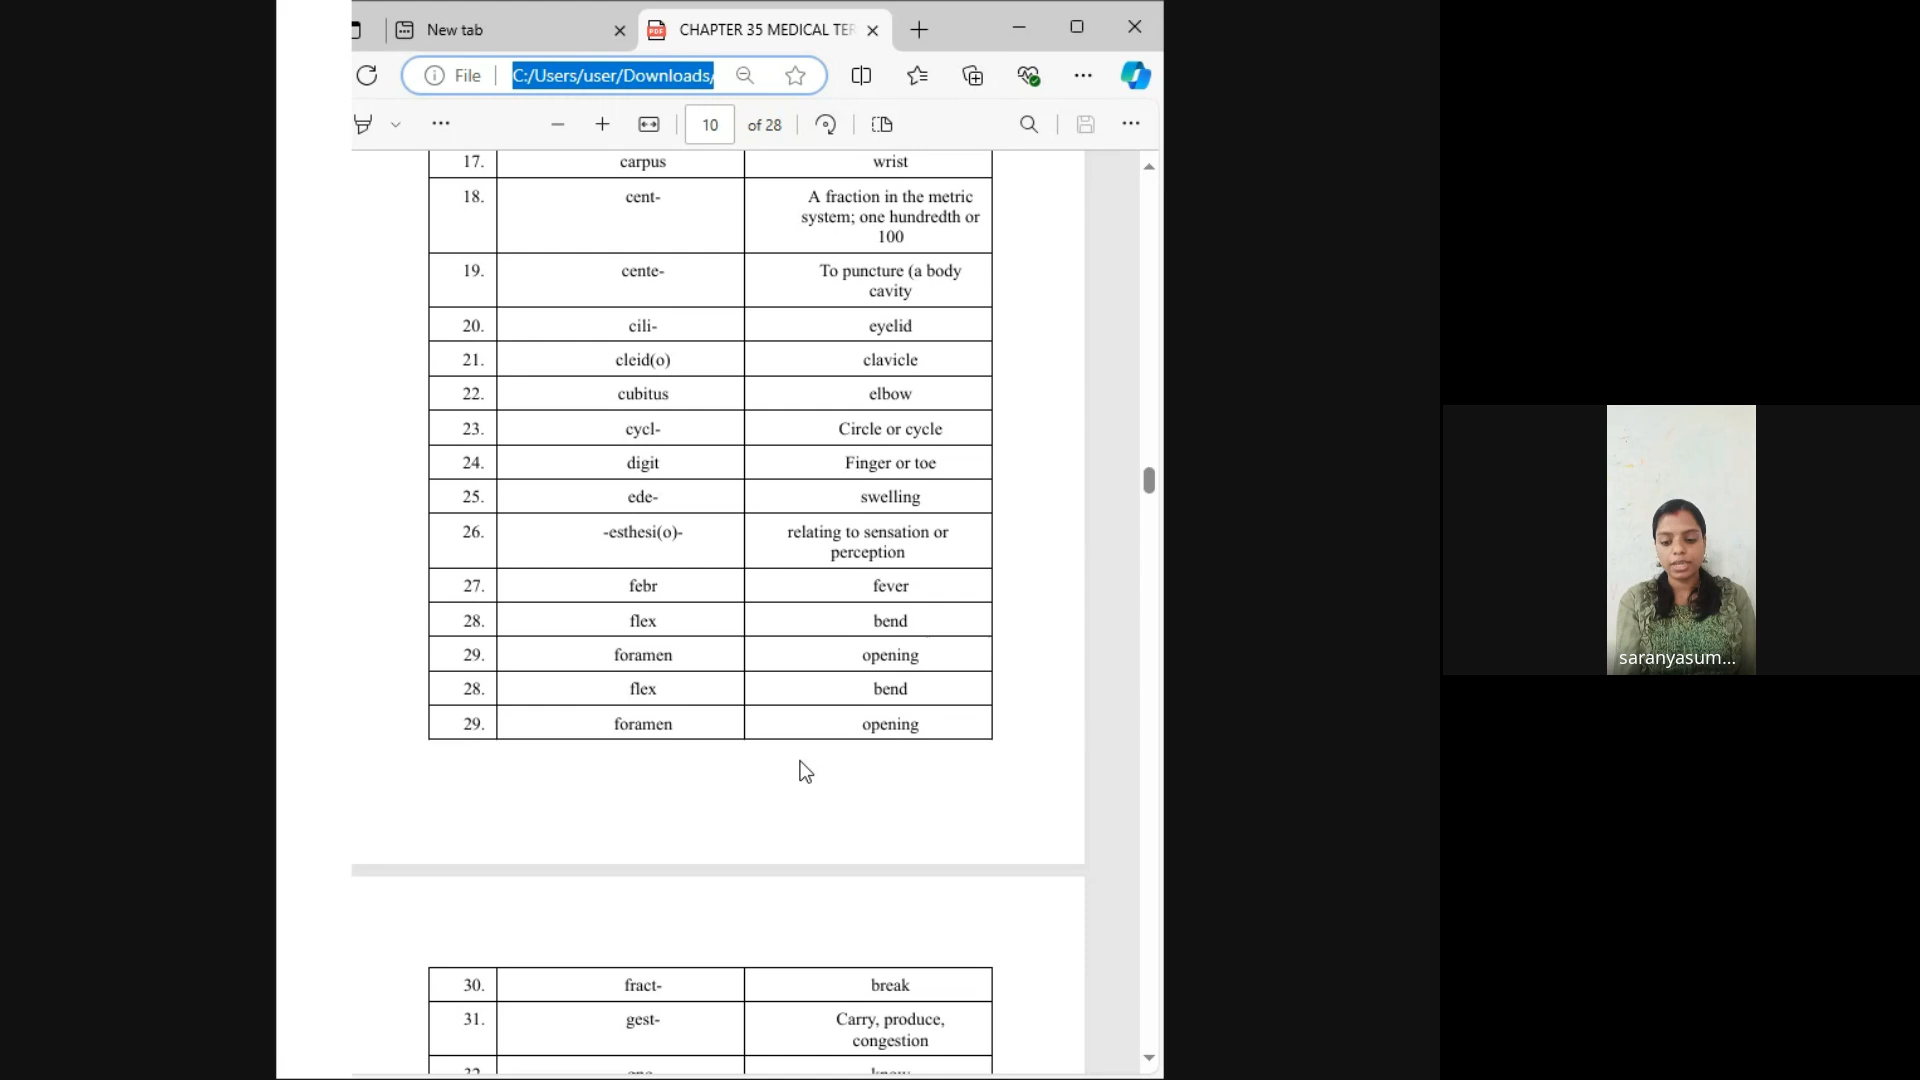 New tab
CHAPTER 35 MEDICAL TER
File
C:/Users/user/Downloads/
10 of 28
17. carpus wrist
18. cent- A fraction in the metric
system; one hundredth or
100
19. cente- To puncture (a body
cavity
20. cili- eyelid
21. cleid(o) clavicle
22. cubitus elbow
23. cycl- Circle or cycle
24. digit Finger or toe
25. ede- swelling
26. -esthesi(o)- relating to sensation or
perception
27. febr fever
28. flex bend
29. foramen opening
28. flex bend
29. foramen opening
30. fract- break
31. gest- Carry, produce,
congestion
saranyasum...